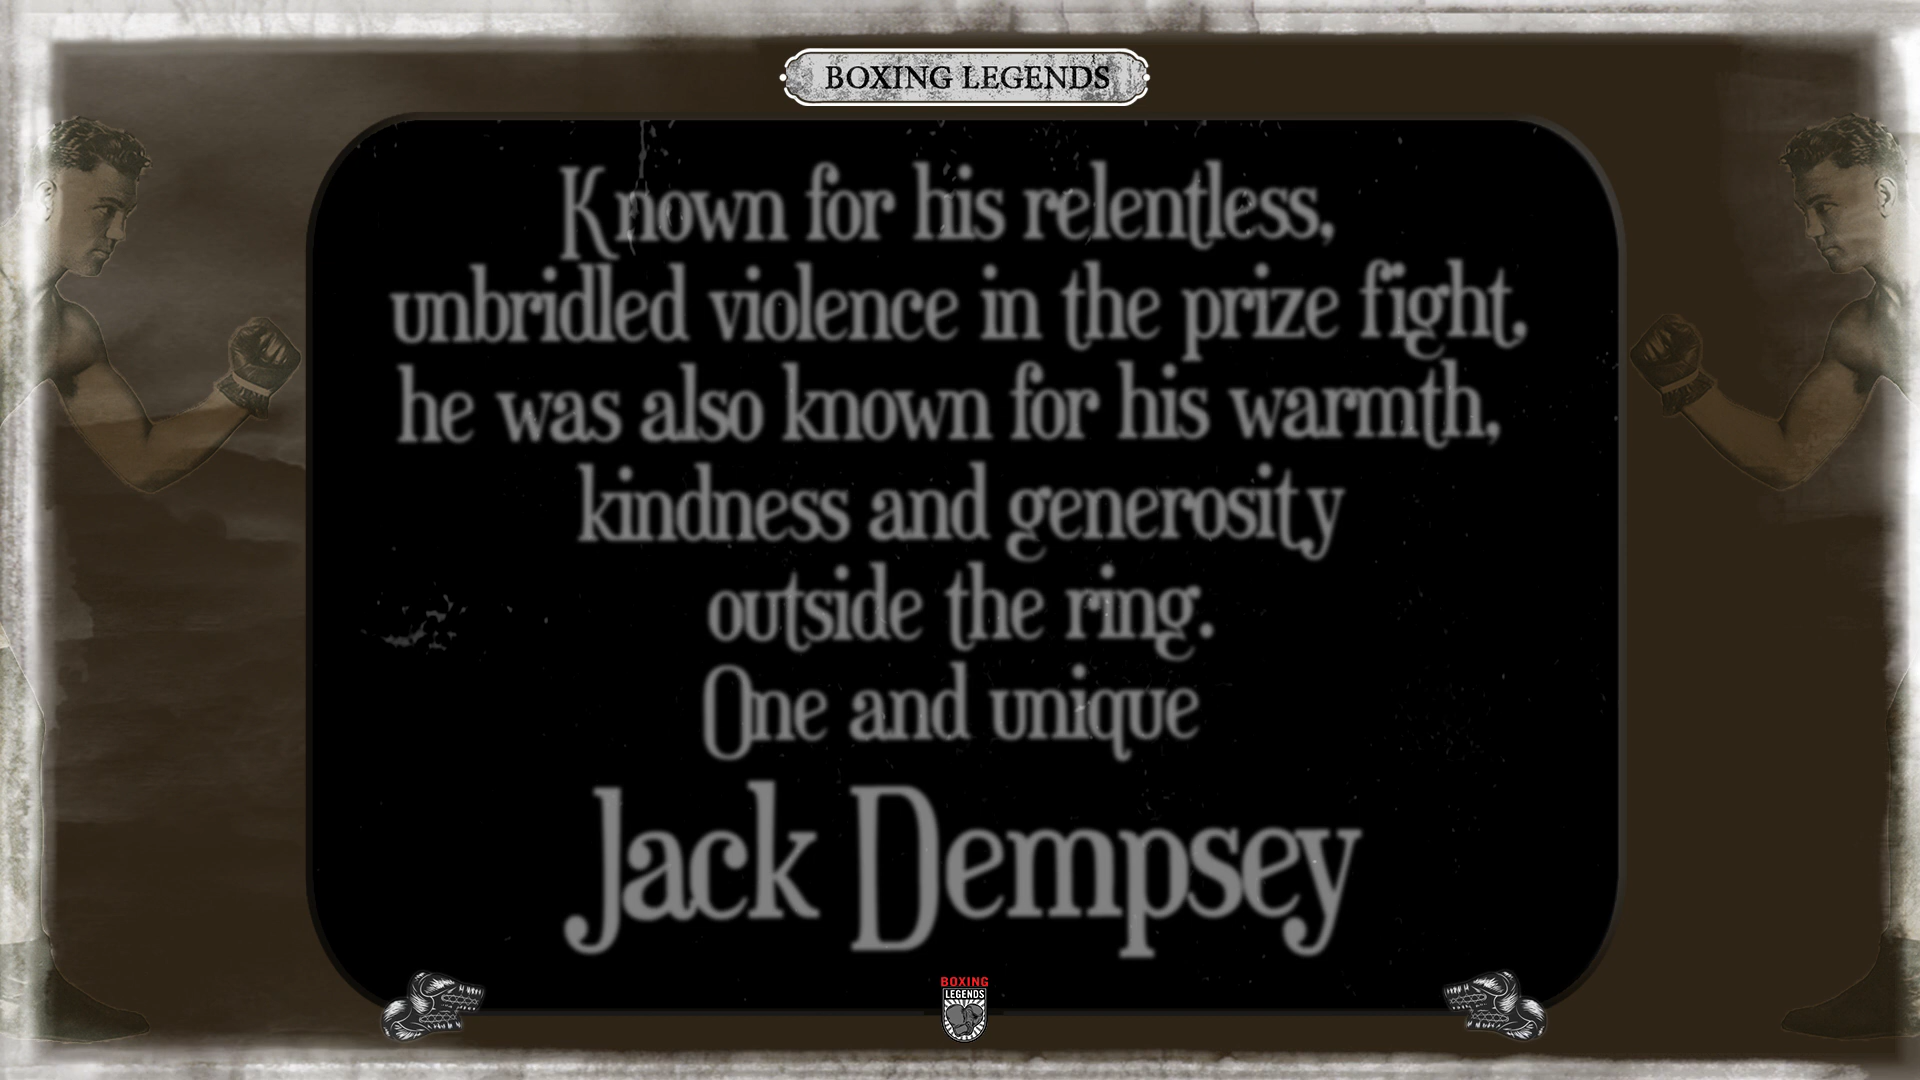 BOXING LEGENDS
Known for his relentless,
unbridled violence in the prize fight,
he was also known for his warmth,
kindness and generosity
outside the ring.
One and unique
Jack Dempsey
BOXING
LEGENDS